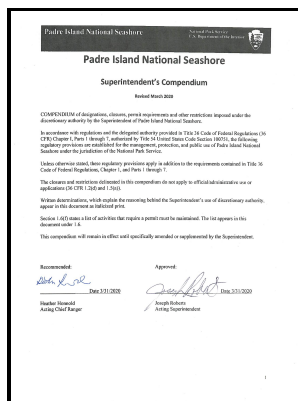 Padre Island National Seashore
National Park Service
U.S. Department of the Interior
Padre Island National Seashore
Superintendent's Compendium
Revised March 2020
COMPENDIUM of designations, closures, permit requirements and other restrictions imposed under the
discretionary authority by the Superintendent of Padre Island National Seashore.
In accordance with regulations and the delegated authority provided in Title 36 Code of Federal Regulations (36
CFR) Chapter I, Parts 1 through 7, authorized by Title 54 United States Code Section 100751, the following
regulatory provisions are established for the management, protection, and public use of Padre Island National
Seashore under the jurisdiction of the National Park Service.
Unless otherwise stated, these regulatory provisions apply in addition to the requirements contained in Title 36
Code of Federal Regulations, Chapter I, and Parts 1 through 7.
The closures and restrictions delineated in this compendium do not apply to official/administrative use or
applications (36 CFR 1.2(d) and 1.5(a)).
Written determinations, which explain the reasoning behind the Superintendent's use of discretionary authority,
appear in this document as italicized print.
Section 1.6(f) states a list of activities that require a permit must be maintained. The list appears in this
document under 1.6.
This compendium will remain in effect until specifically amended or supplemented by the Superintendent.
Recommended:
Approved:
Date 3/31/2020
Date 3/31/2020
Heather Honnold
Acting Chief Ranger
Joseph Roberts
Acting Superintendent
1